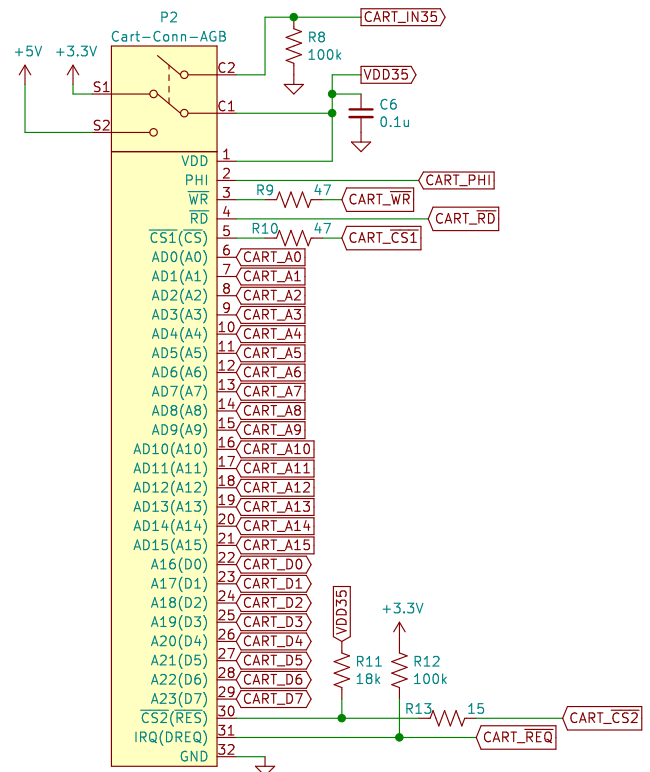 P2
Cart-Conn-AGB
+5V
+3.3V
S1
S2
C2
C1
CART_IN35
R8
100k
VDD35
C6
0.1u
VDD 1
PHI 2 CART_PHI
WR 3 R9 47 CART_WR
RD 4 CART_RD
CS1(CS) 5 R10 47 CART_CS1
AD0(A0) 6 CART_A0
AD1(A1) 7 CART_A1
AD2(A2) 8 CART_A2
AD3(A3) 9 CART_A3
AD4(A4) 10 CART_A4
AD5(A5) 11 CART_A5
AD6(A6) 12 CART_A6
AD7(A7) 13 CART_A7
AD8(A8) 14 CART_A8
AD9(A9) 15 CART_A9
AD10(A10) 16 CART_A10
AD11(A11) 17 CART_A11
AD12(A12) 18 CART_A12
AD13(A13) 19 CART_A13
AD14(A14) 20 CART_A14
AD15(A15) 21 CART_A15
A16(D0) 22 CART_D0
A17(D1) 23 CART_D1
A18(D2) 24 CART_D2
A19(D3) 25 CART_D3
A20(D4) 26 CART_D4
A21(D5) 27 CART_D5
A22(D6) 28 CART_D6
A23(D7) 29 CART_D7
CS2(RES) 30 R13 15 CART_CS2
IRQ(DREQ) 31 CART_REQ
GND 32
VDD35
+3.3V
R11
18k
R12
100k